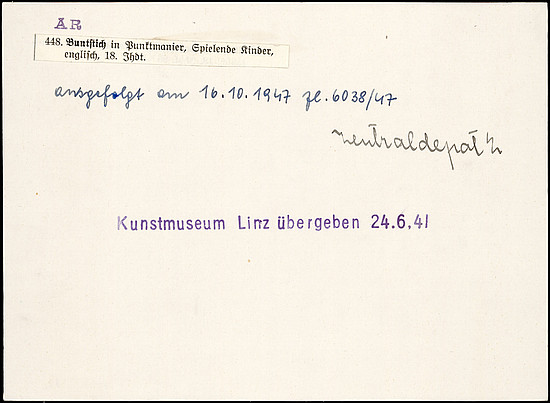 AR
448. Buntstich in Punktmanier, Spielende Kinder,
englisch, 18. Jhdt.
ausgefolgt am 16.10.1947 zl. 6038/47
Zentraldepot
Kunstmuseum Linz übergeben 24.6.41